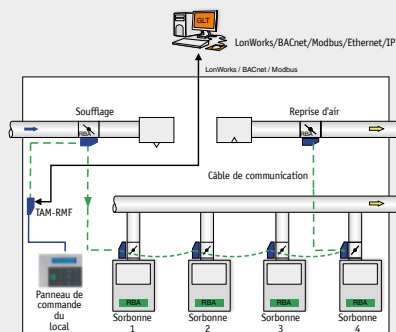 GLT
LonWorks/BACnet/Modbus/Ethernet/IP
LonWorks / BACnet / Modbus
Soufflage
Reprise d'air
RBA
RBA
Câble de communication
TAM-RMF
Panneau de
commande
du
local
RBA
RBA
RBA
RBA
Sorbonne
1
Sorbonne
2
Sorbonne
3
Sorbonne
4